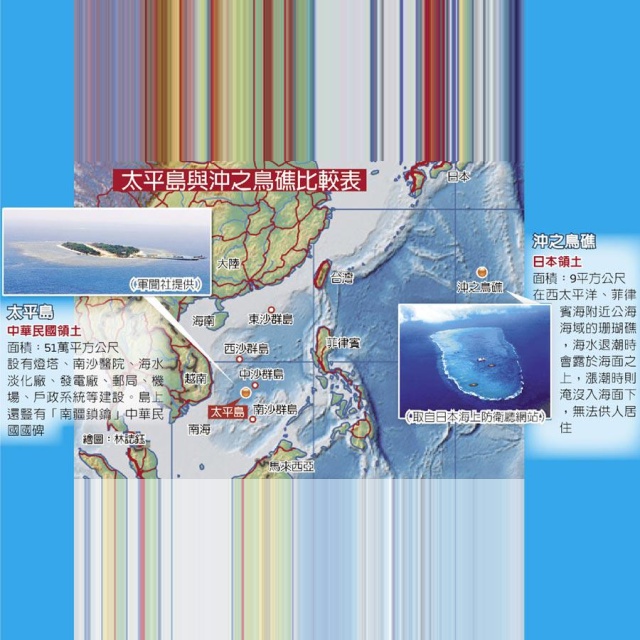 太平島與沖之鳥礁比較表
日本
(軍聞社提供)
大陸
台灣
沖之鳥礁
海南
東沙群島
西沙群島
菲律賓
中沙群島
越南
太平島
南沙群島
南海
馬來西亞
(取自日本海上防衛廳網站)
太平島
中華民國領土
面積：51萬平方公尺
設有燈塔、南沙醫院、海水
淡化廠、發電廠、郵局、機
場、戶政系統等建設。島上
還豎有「南疆鎖鑰」中華民
國國碑
繪圖：林認鈺
沖之鳥礁
日本領土
面積：9平方公尺
在西太平洋、菲律
賓海附近公海
海域的珊瑚礁
，海水退潮時
會露於海面之
上，漲潮時則
淹沒入海面下
，無法供人居
住